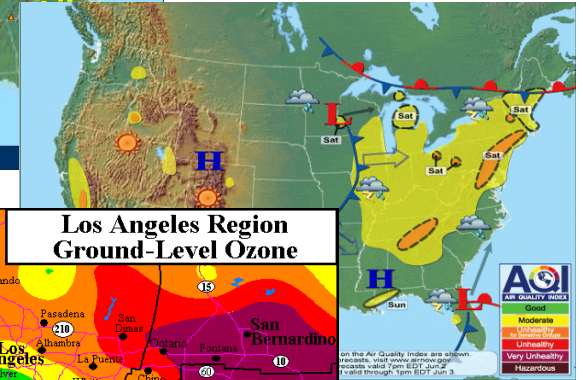 L
Sat
Sat
Sat
Sat
Sat
H
H
Sun
L
Los Angeles Region
Ground-Level Ozone
ando
15
Pasadena
210
San
Dimas
San
Bernardino
Los
ngeles
Alhambra
Ontario
La Puente
Fontana
10
60
Chino
lver
AQI
AIR QUALITY INDEX
Good
Moderate
Unhealthy
for Sensitive Groups
Unhealthy
Very Unhealthy
Hazardous
on the Air Quality Index are shown.
recasts, visit www.airnow.
recasts valid 7pm EDT Jun.2
d valid through 1pm EDT Jun 3.